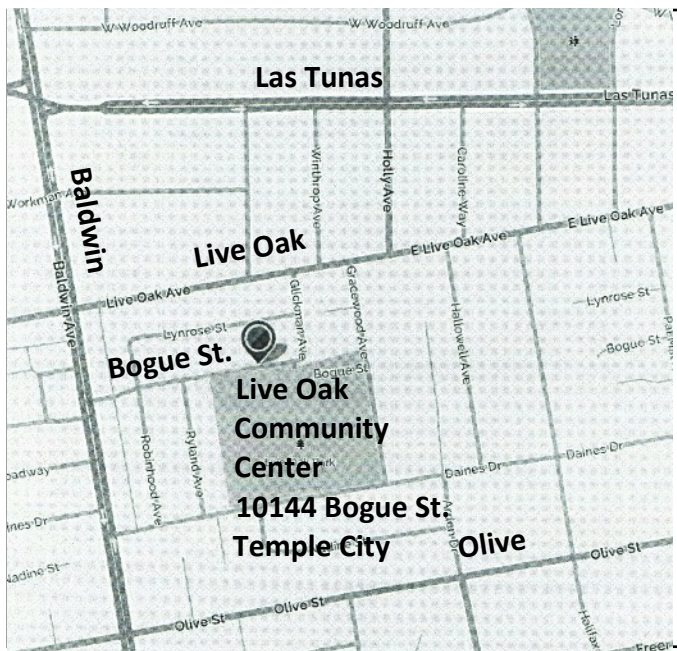 W Woodruff Ave
W Woodruff Ave
Las Tunas
Las Tunas
Baldwin
Winthrop Ave
Holly Ave
Caroline Way
Live Oak
E Live Oak Ave
E Live Oak Ave
Baldwin Ave
Live Oak Ave
Glickman Ave
Gracewood Ave
Hallowell Ave
Lynrose St
Lynrose St
Bogue St.
Bogue St
Bogue St
Live Oak
Community
Center
10144 Bogue St.
Temple City
Robinhood Ave
Ryland Ave
Park
Daines Dr
Daines Dr
Arden Dr
Olive
Olive St
Nadine St
Olive St
Olive St